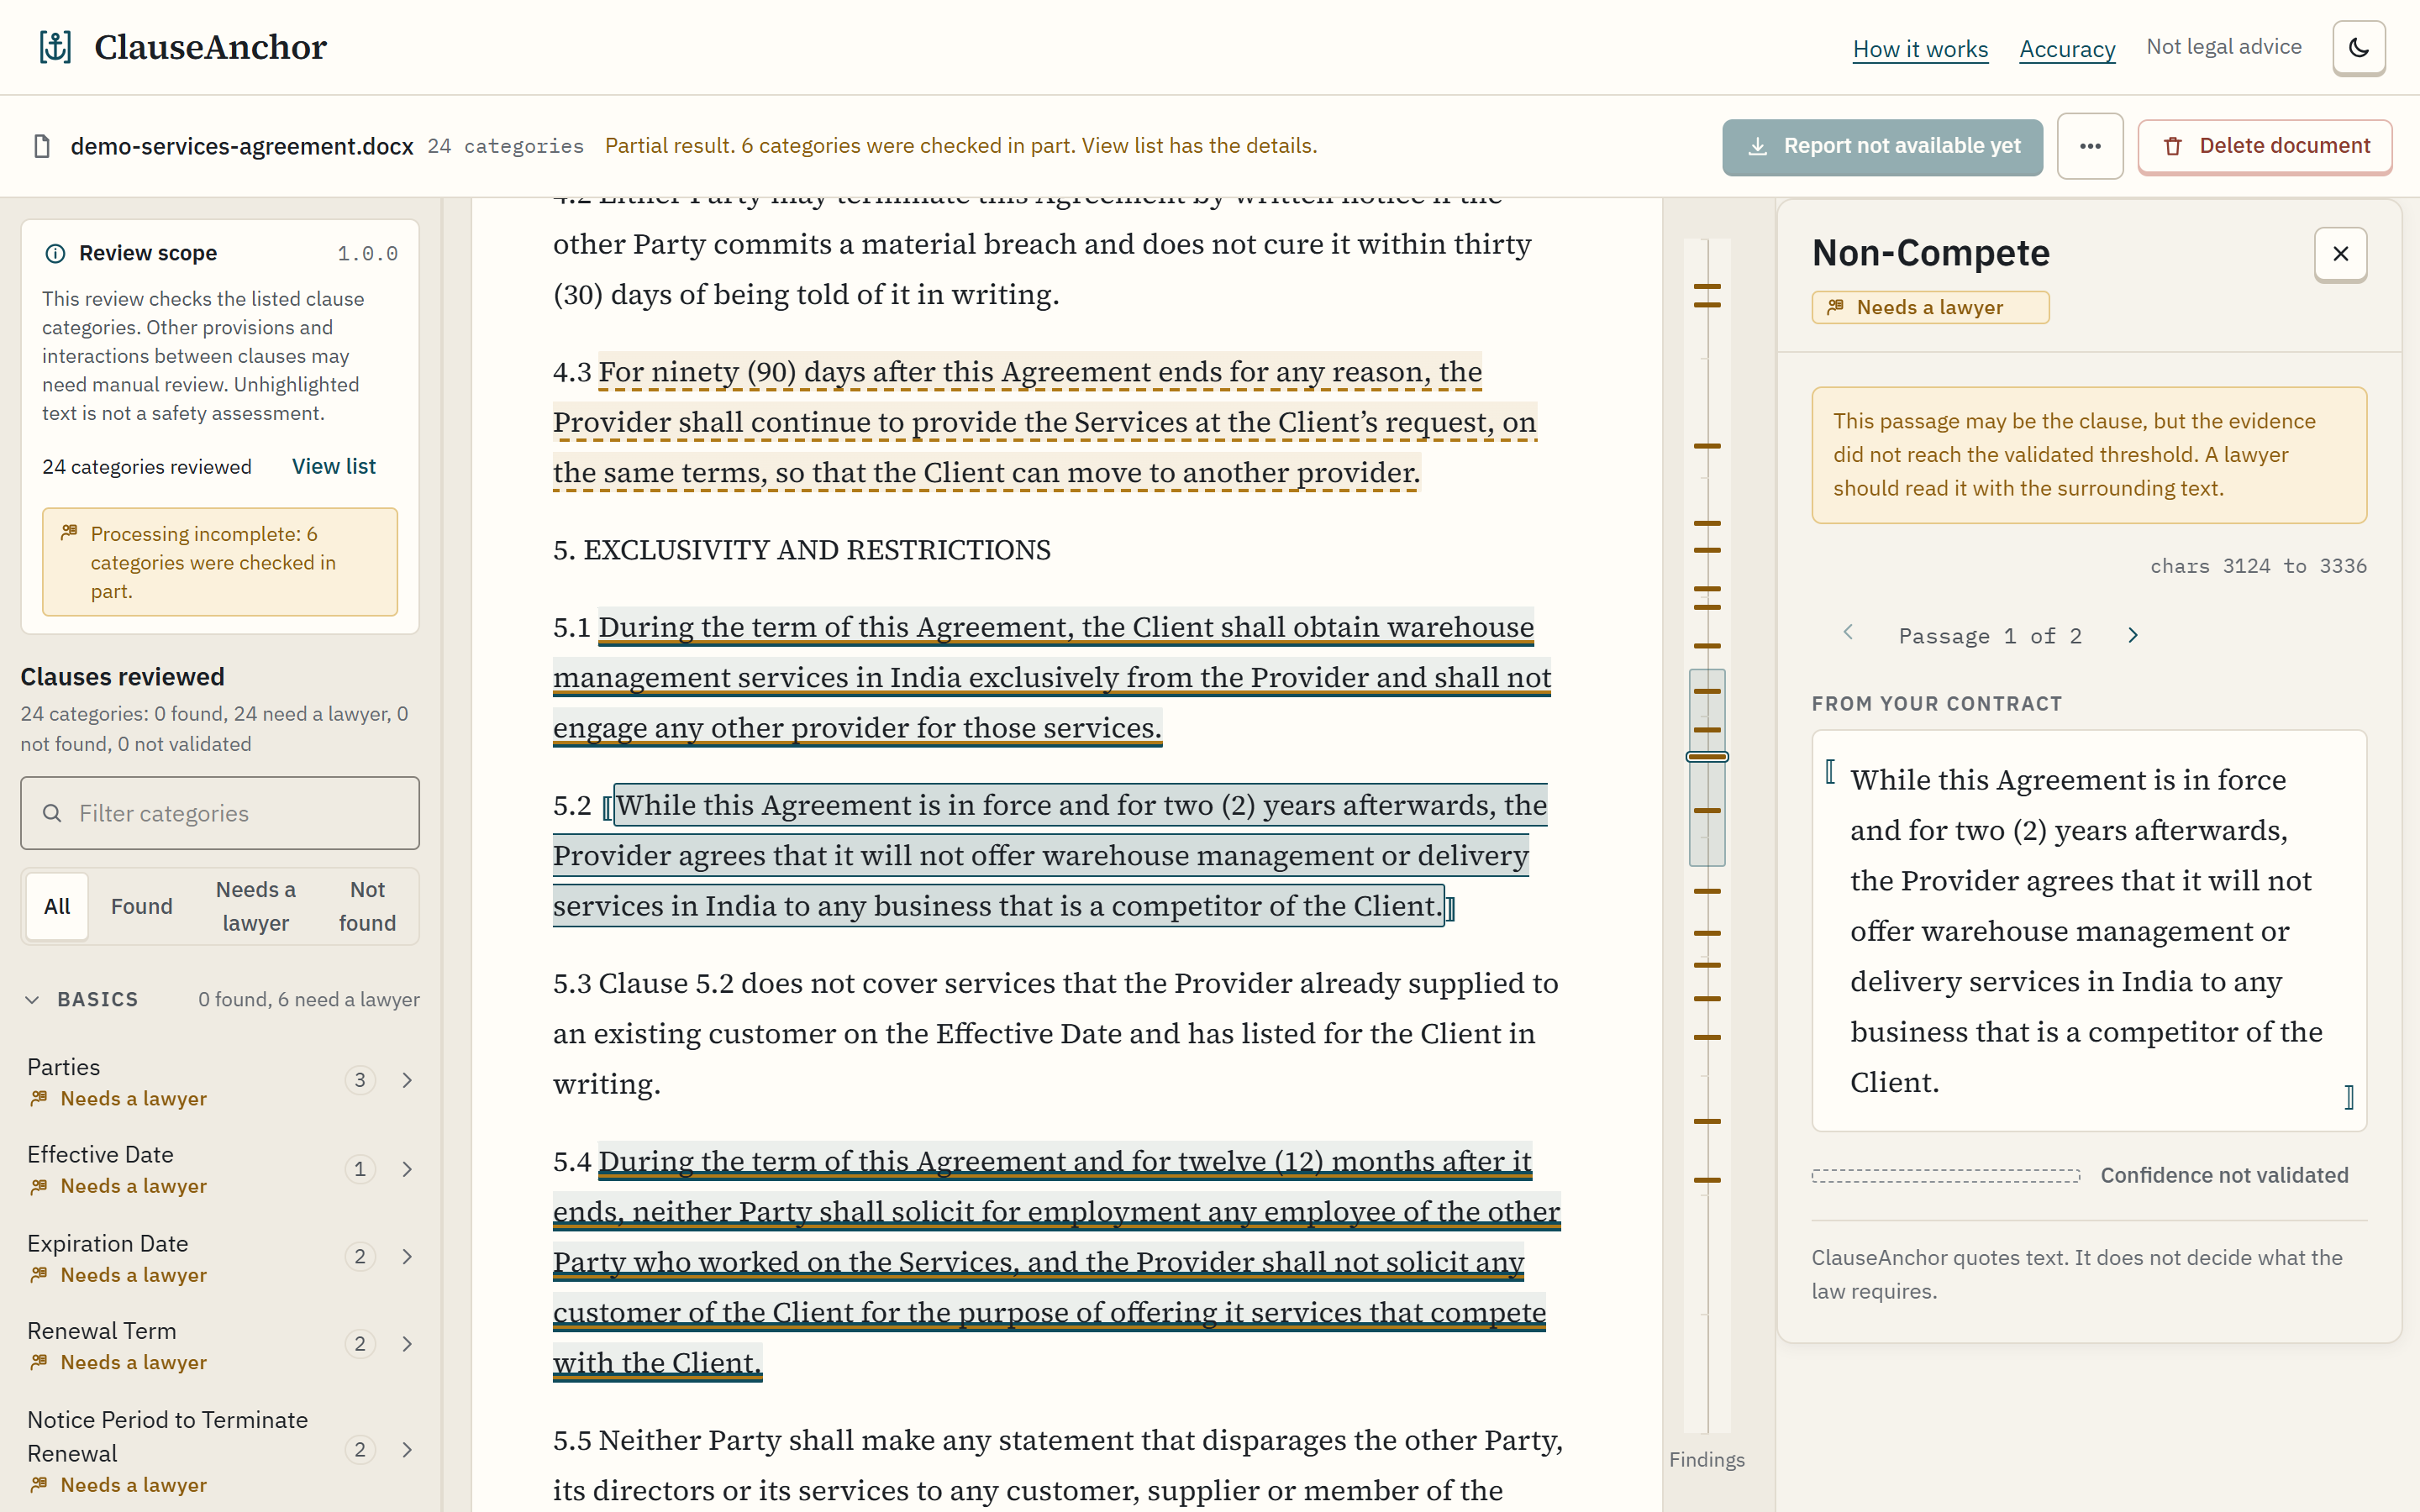 ClauseAnchor
How it works
Accuracy
Not legal advice
demo-services-agreement.docx
24 categories
Partial result. 6 categories were checked in part. View list has the details.
Report not available yet
Delete document
Review scope
1.0.0
This review checks the listed clause
categories. Other provisions and
interactions between clauses may
need manual review. Unhighlighted
text is not a safety assessment.
24 categories reviewed
View list
Processing incomplete: 6
categories were checked in
part.
Clauses reviewed
24 categories: 0 found, 24 need a lawyer, 0
not found, 0 not validated
Filter categories
All
Found
Needs a
lawyer
Not
found
BASICS
0 found, 6 need a lawyer
Parties
Needs a lawyer
3
Effective Date
Needs a lawyer
1
Expiration Date
Needs a lawyer
2
Renewal Term
Needs a lawyer
2
Notice Period to Terminate
Renewal
Needs a lawyer
2
4.2 Either Party may terminate this Agreement by written notice if the
other Party commits a material breach and does not cure it within thirty
(30) days of being told of it in writing.
4.3 For ninety (90) days after this Agreement ends for any reason, the
Provider shall continue to provide the Services at the Client’s request, on
the same terms, so that the Client can move to another provider.
5. EXCLUSIVITY AND RESTRICTIONS
5.1 During the term of this Agreement, the Client shall obtain warehouse
management services in India exclusively from the Provider and shall not
engage any other provider for those services.
5.2 ⟦While this Agreement is in force and for two (2) years afterwards, the
Provider agrees that it will not offer warehouse management or delivery
services in India to any business that is a competitor of the Client.⟧
5.3 Clause 5.2 does not cover services that the Provider already supplied to
an existing customer on the Effective Date and has listed for the Client in
writing.
5.4 During the term of this Agreement and for twelve (12) months after it
ends, neither Party shall solicit for employment any employee of the other
Party who worked on the Services, and the Provider shall not solicit any
customer of the Client for the purpose of offering it services that compete
with the Client.
5.5 Neither Party shall make any statement that disparages the other Party,
its directors or its services to any customer, supplier or member of the
Findings
Non-Compete
Needs a lawyer
This passage may be the clause, but the evidence
did not reach the validated threshold. A lawyer
should read it with the surrounding text.
chars 3124 to 3336
Passage 1 of 2
FROM YOUR CONTRACT
⟦ While this Agreement is in force
and for two (2) years afterwards,
the Provider agrees that it will not
offer warehouse management or
delivery services in India to any
business that is a competitor of the
Client. ⟧
Confidence not validated
ClauseAnchor quotes text. It does not decide what the
law requires.